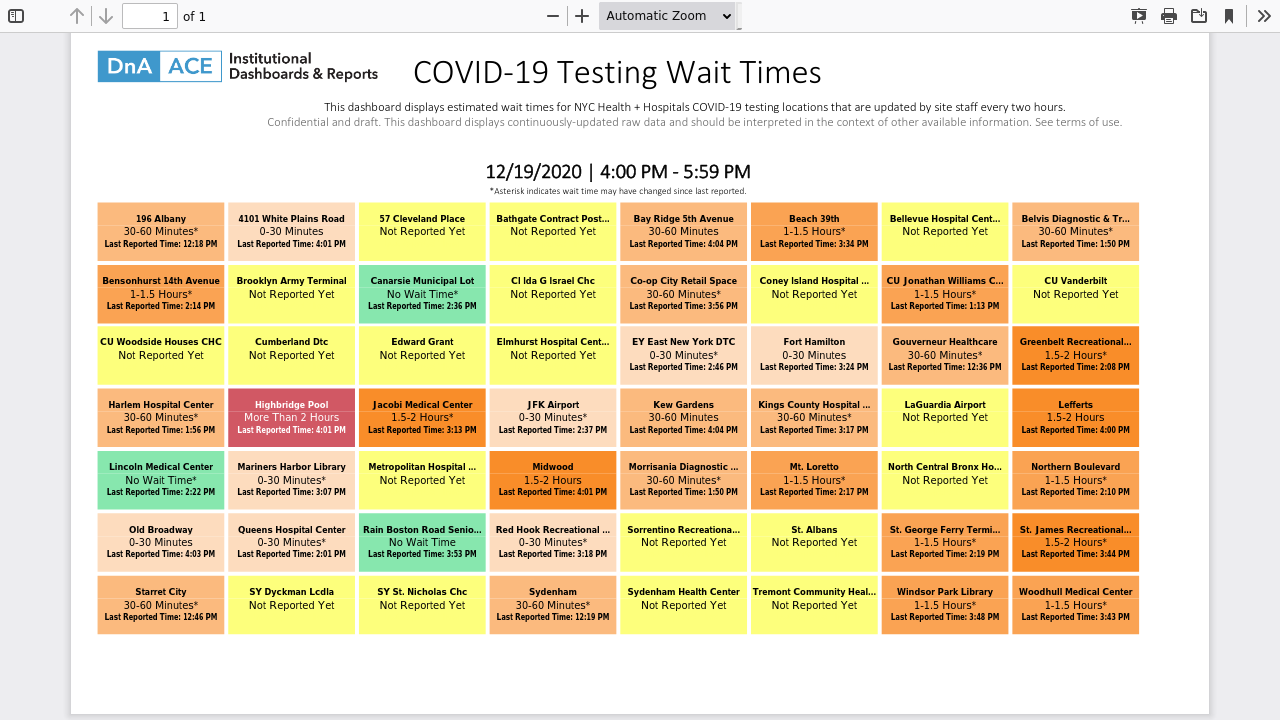 1 of 1
Automatic Zoom
DnA ACE Institutional
Dashboards & Reports
COVID-19 Testing Wait Times
This dashboard displays estimated wait times for NYC Health + Hospitals COVID-19 testing locations that are updated by site staff every two hours.
Confidential and draft. This dashboard displays continuously-updated raw data and should be interpreted in the context of other available information. See terms of use.
12/19/2020 | 4:00 PM - 5:59 PM
*Asterisk indicates wait time may have changed since last reported.
196 Albany
30-60 Minutes*
Last Reported Time: 12:18 PM
4101 White Plains Road
0-30 Minutes
Last Reported Time: 4:01 PM
57 Cleveland Place
Not Reported Yet
Bathgate Contract Post...
Not Reported Yet
Bay Ridge 5th Avenue
30-60 Minutes
Last Reported Time: 4:04 PM
Beach 39th
1-1.5 Hours*
Last Reported Time: 3:34 PM
Bellevue Hospital Cent...
Not Reported Yet
Belvis Diagnostic & Tr...
30-60 Minutes*
Last Reported Time: 1:50 PM
Bensonhurst 14th Avenue
1-1.5 Hours*
Last Reported Time: 2:14 PM
Brooklyn Army Terminal
Not Reported Yet
Canarsie Municipal Lot
No Wait Time*
Last Reported Time: 2:36 PM
Cl Ida G Israel Chc
Not Reported Yet
Co-op City Retail Space
30-60 Minutes*
Last Reported Time: 3:56 PM
Coney Island Hospital ...
Not Reported Yet
CU Jonathan Williams C...
1-1.5 Hours*
Last Reported Time: 1:13 PM
CU Vanderbilt
Not Reported Yet
CU Woodside Houses CHC
Not Reported Yet
Cumberland Dtc
Not Reported Yet
Edward Grant
Not Reported Yet
Elmhurst Hospital Cent...
Not Reported Yet
EY East New York DTC
0-30 Minutes*
Last Reported Time: 2:46 PM
Fort Hamilton
0-30 Minutes
Last Reported Time: 3:24 PM
Gouverneur Healthcare
30-60 Minutes*
Last Reported Time: 12:36 PM
Greenbelt Recreational...
1.5-2 Hours*
Last Reported Time: 2:08 PM
Harlem Hospital Center
30-60 Minutes*
Last Reported Time: 1:56 PM
Highbridge Pool
More Than 2 Hours
Last Reported Time: 4:01 PM
Jacobi Medical Center
1.5-2 Hours*
Last Reported Time: 3:13 PM
JFK Airport
0-30 Minutes*
Last Reported Time: 2:37 PM
Kew Gardens
30-60 Minutes
Last Reported Time: 4:04 PM
Kings County Hospital ...
30-60 Minutes*
Last Reported Time: 3:17 PM
LaGuardia Airport
Not Reported Yet
Lefferts
1.5-2 Hours
Last Reported Time: 4:00 PM
Lincoln Medical Center
No Wait Time*
Last Reported Time: 2:22 PM
Mariners Harbor Library
0-30 Minutes*
Last Reported Time: 3:07 PM
Metropolitan Hospital ...
Not Reported Yet
Midwood
1.5-2 Hours
Last Reported Time: 4:01 PM
Morrisania Diagnostic ...
30-60 Minutes*
Last Reported Time: 1:50 PM
Mt. Loretto
1-1.5 Hours*
Last Reported Time: 2:17 PM
North Central Bronx Ho...
Not Reported Yet
Northern Boulevard
1-1.5 Hours*
Last Reported Time: 2:10 PM
Old Broadway
0-30 Minutes
Last Reported Time: 4:03 PM
Queens Hospital Center
0-30 Minutes*
Last Reported Time: 2:01 PM
Rain Boston Road Senio...
No Wait Time
Last Reported Time: 3:53 PM
Red Hook Recreational ...
0-30 Minutes*
Last Reported Time: 3:18 PM
Sorrentino Recreationa...
Not Reported Yet
St. Albans
Not Reported Yet
St. George Ferry Termi...
1-1.5 Hours*
Last Reported Time: 2:19 PM
St. James Recreational...
1.5-2 Hours*
Last Reported Time: 3:44 PM
Starret City
30-60 Minutes*
Last Reported Time: 12:46 PM
SY Dyckman Lcdla
Not Reported Yet
SY St. Nicholas Chc
Not Reported Yet
Sydenham
30-60 Minutes*
Last Reported Time: 12:19 PM
Sydenham Health Center
Not Reported Yet
Tremont Community Heal...
Not Reported Yet
Windsor Park Library
1-1.5 Hours*
Last Reported Time: 3:48 PM
Woodhull Medical Center
1-1.5 Hours*
Last Reported Time: 3:43 PM